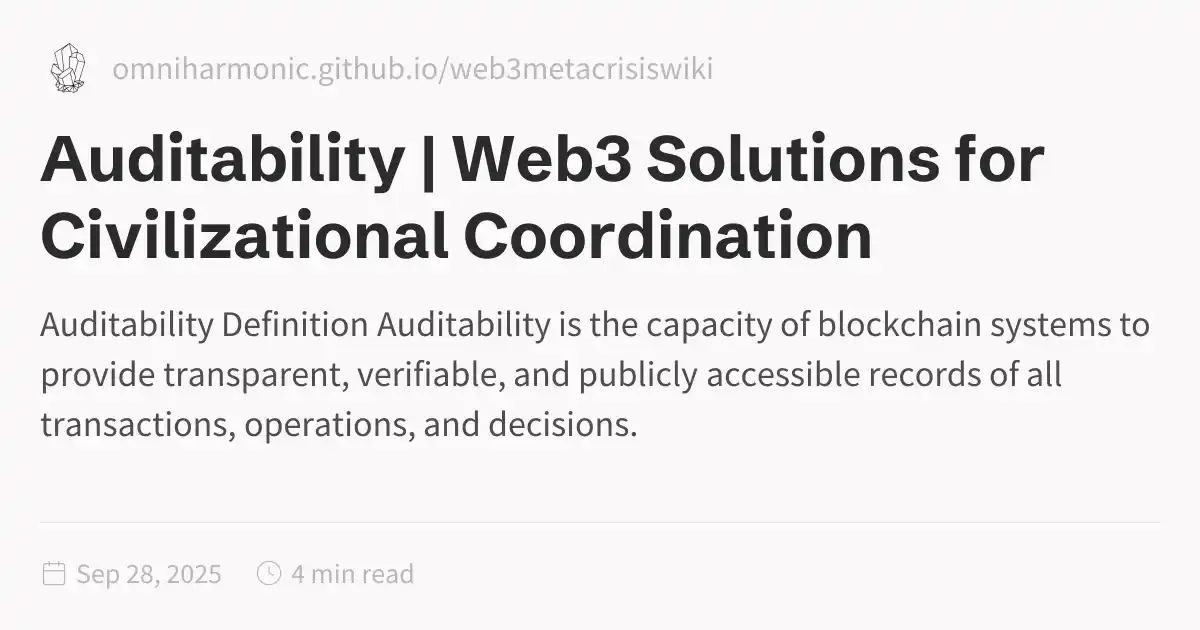 omniharmonic.github.io/web3metacrisiswiki
Auditability | Web3 Solutions for
Civilizational Coordination
Auditability Definition Auditability is the capacity of blockchain systems to
provide transparent, verifiable, and publicly accessible records of all
transactions, operations, and decisions.
Sep 28, 2025 4 min read